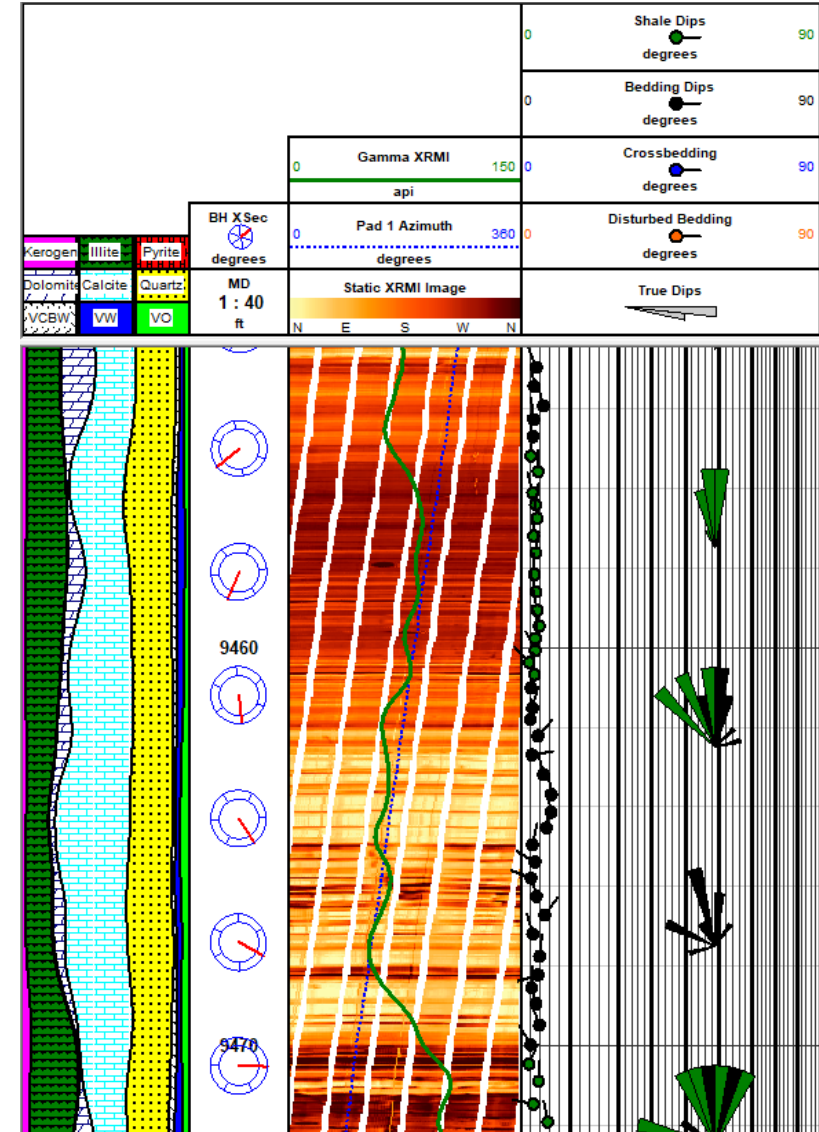 Shale Dips
0 90
degrees
Bedding Dips
0 90
degrees
Gamma XRMI
0 150
api
Crossbedding
0 90
degrees
BH XSec
degrees
Pad 1 Azimuth
0 360
degrees
Disturbed Bedding
0 90
degrees
Kerogen Illite Pyrite
Dolomite Calcite Quartz
VCBW VW VO
MD
1 : 40
ft
Static XRMI Image
N E S W N
True Dips
9460
9470